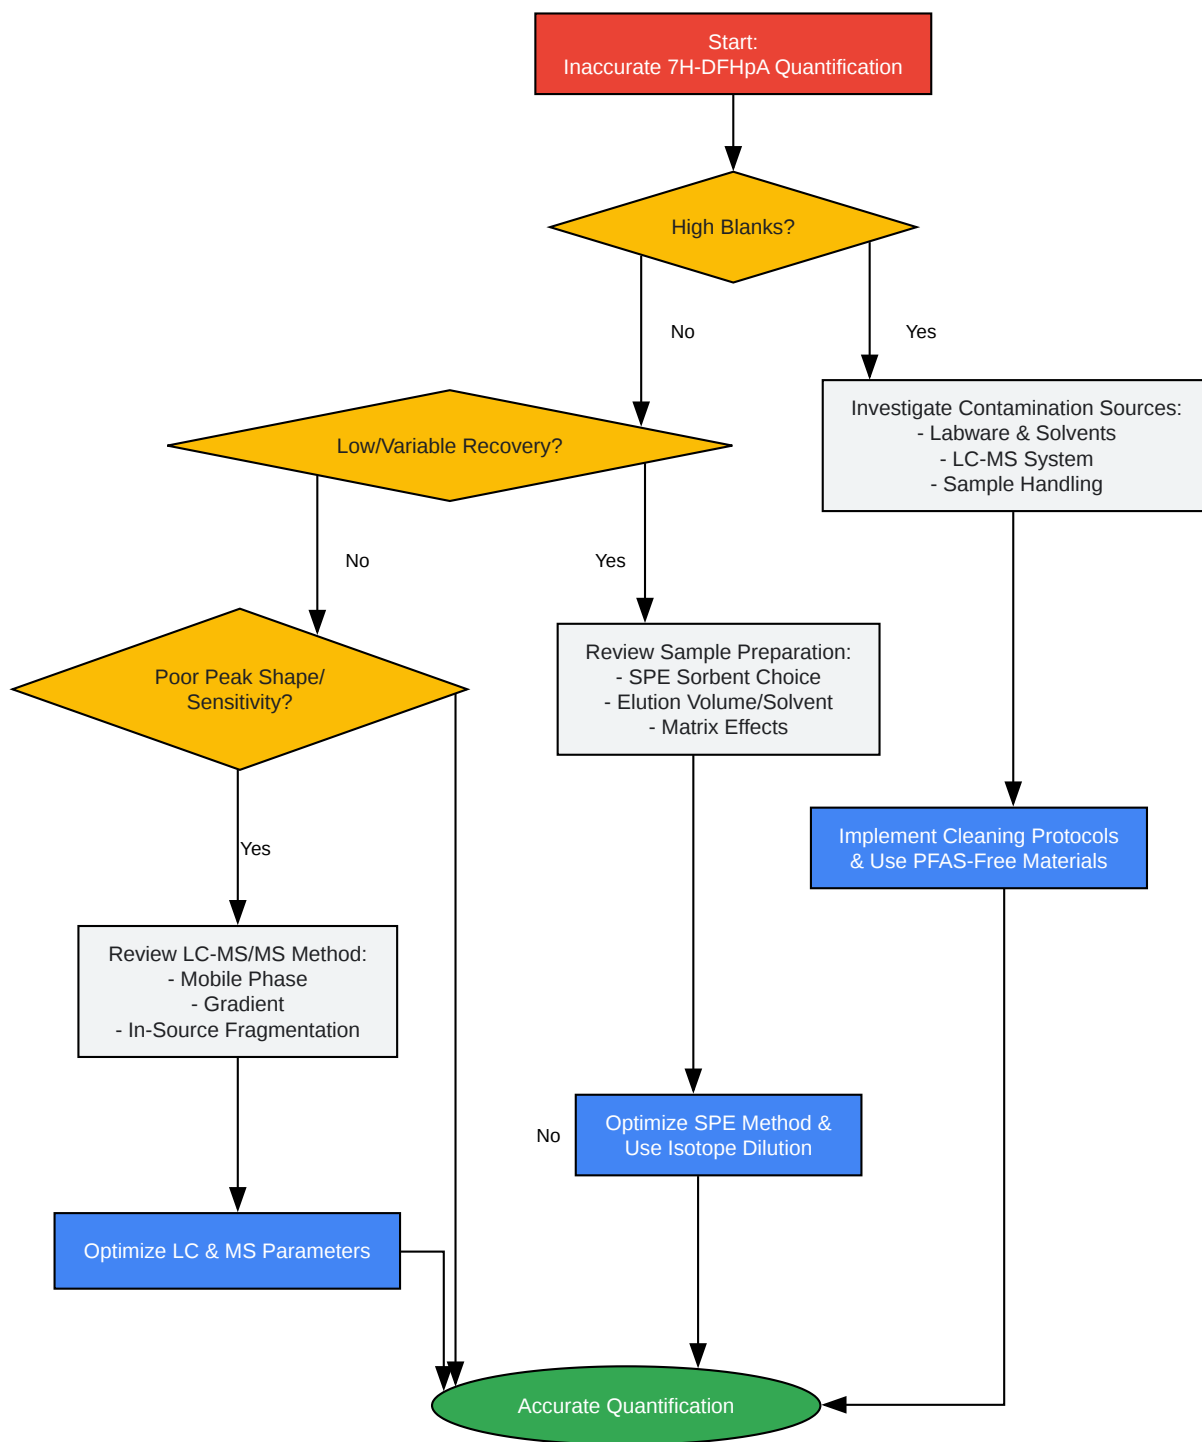 Start:
Inaccurate 7H-DFHpA Quantification
High Blanks?
No
Yes
Investigate Contamination Sources:
- Labware & Solvents
- LC-MS System
- Sample Handling
Low/Variable Recovery?
No
Yes
Poor Peak Shape/
Sensitivity?
Review Sample Preparation:
- SPE Sorbent Choice
- Elution Volume/Solvent
- Matrix Effects
Implement Cleaning Protocols
& Use PFAS-Free Materials
Yes
Review LC-MS/MS Method:
- Mobile Phase
- Gradient
- In-Source Fragmentation
No
Optimize SPE Method &
Use Isotope Dilution
Optimize LC & MS Parameters
Accurate Quantification